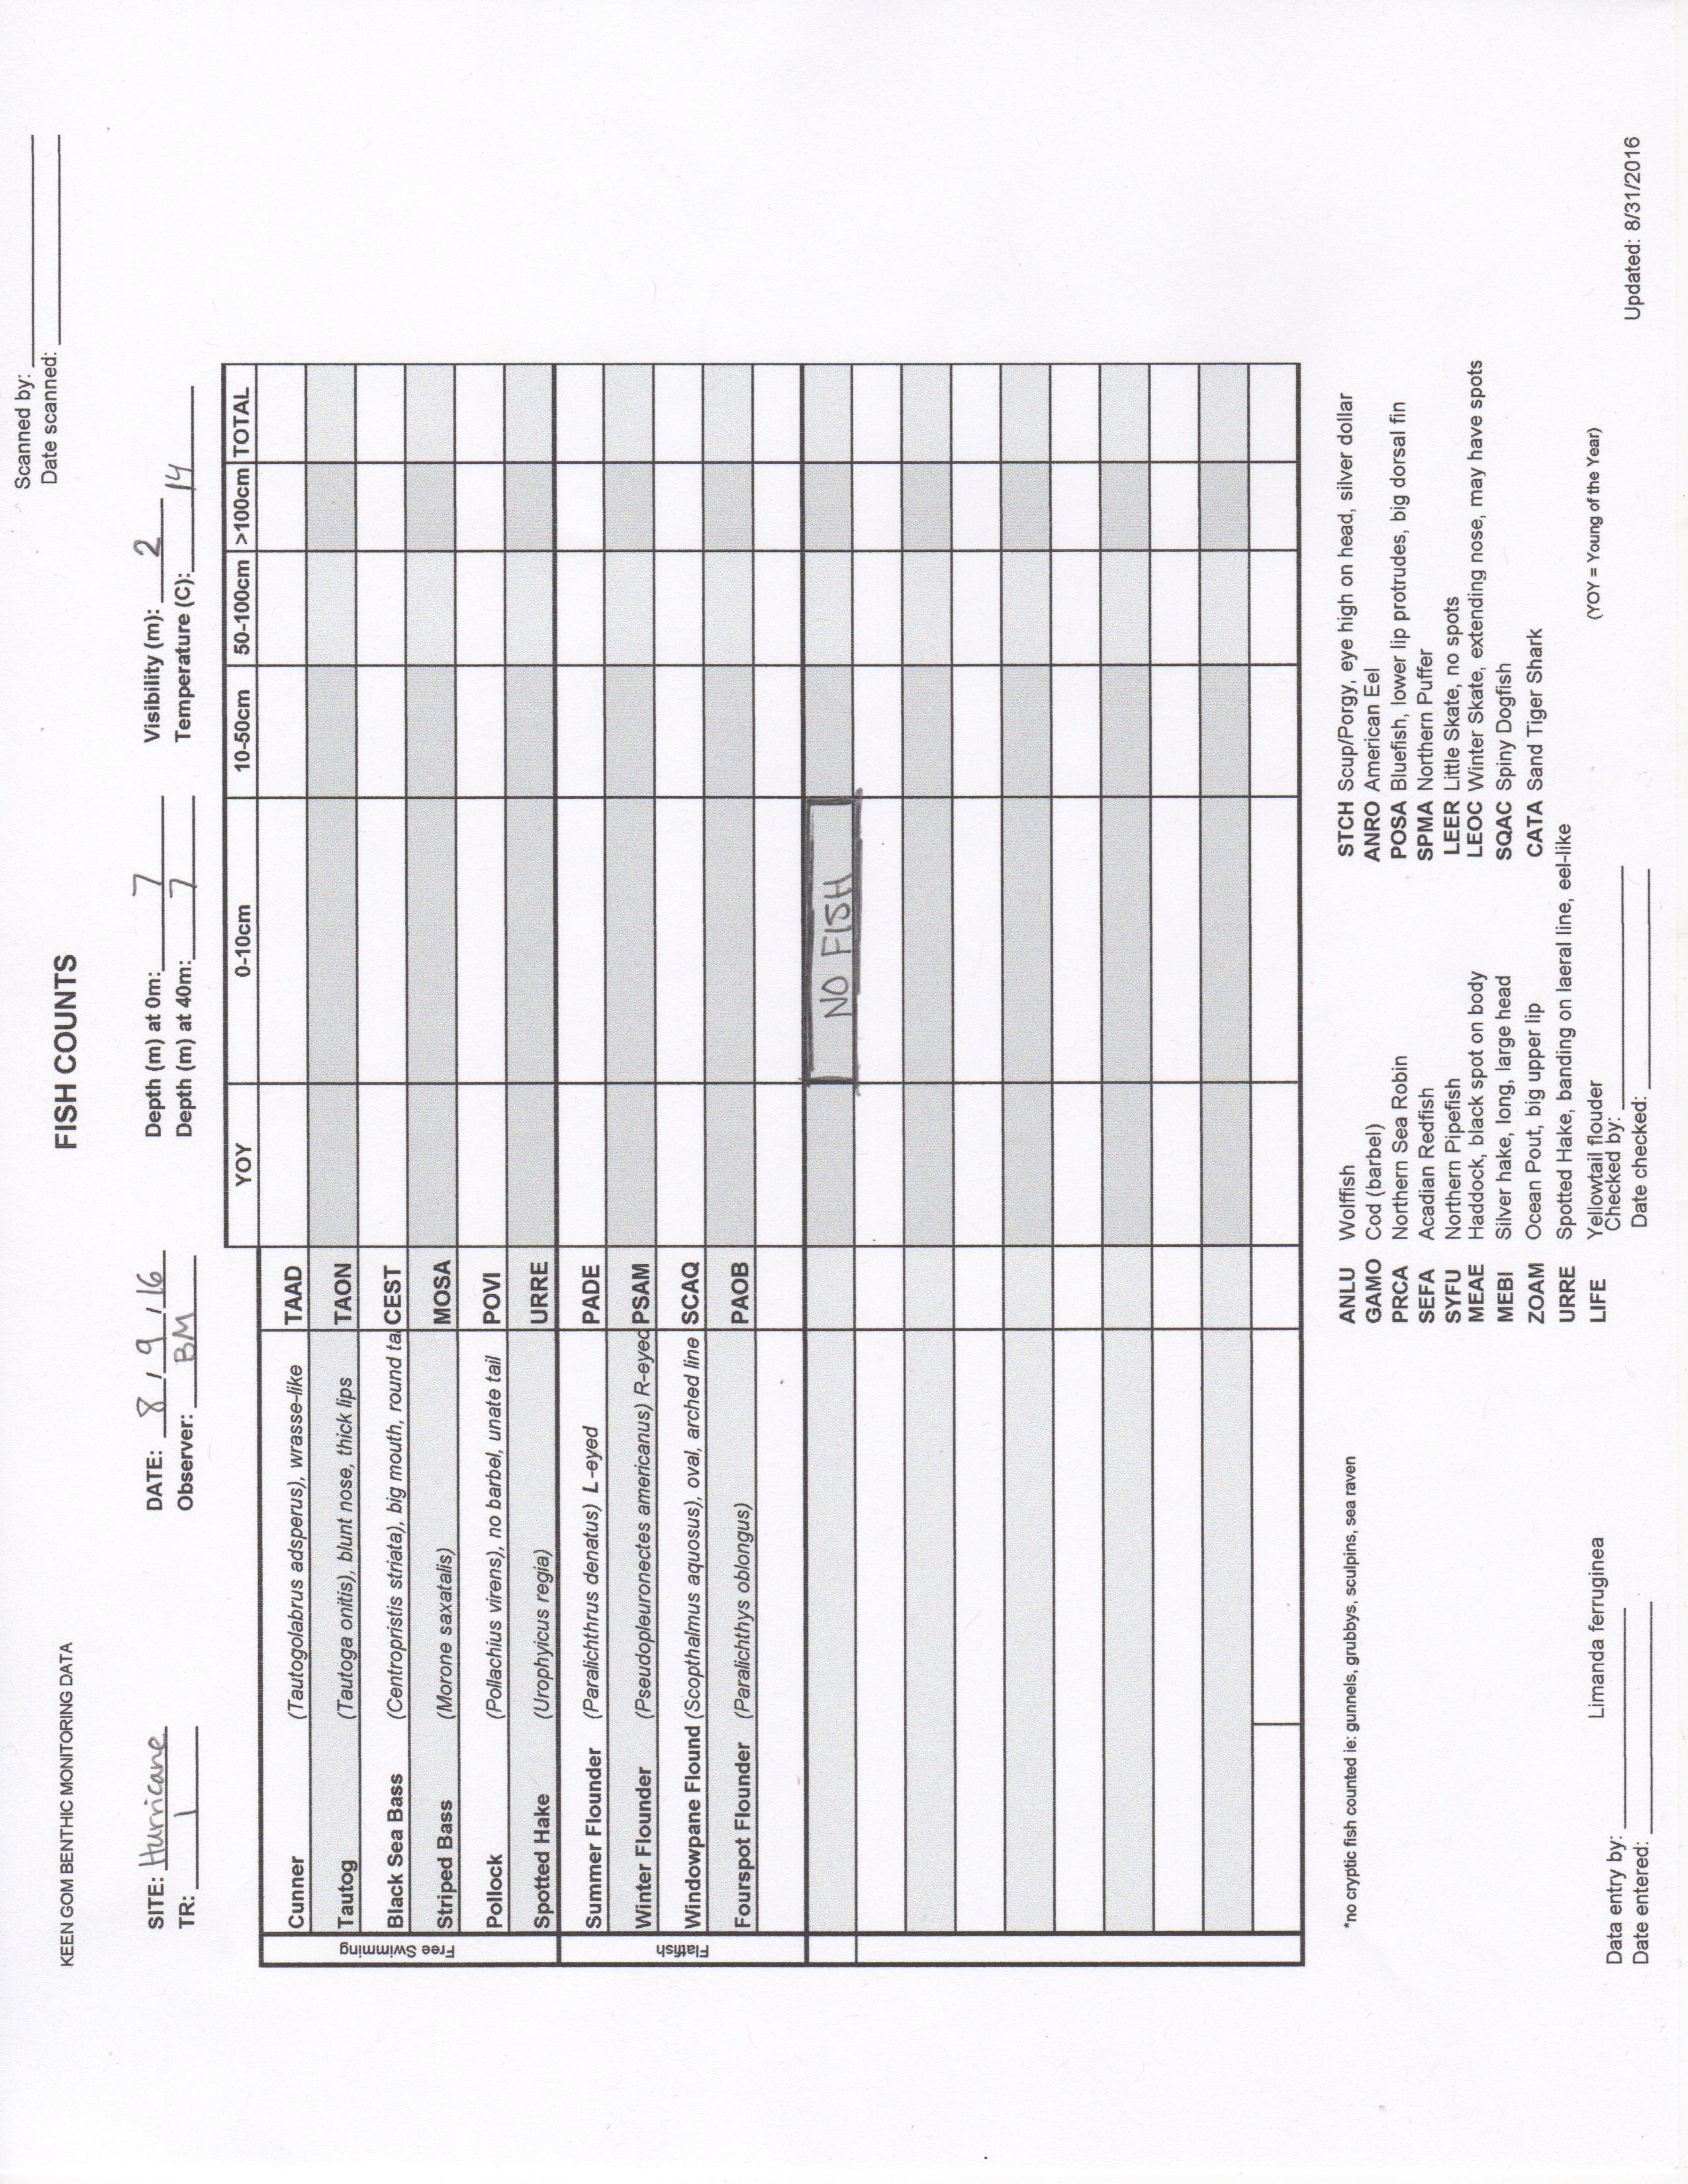 Scanned by:
Date scanned:
KEEN GOM BENTHIC MONITORING DATA
FISH COUNTS
SITE: Hurricane DATE: 8/9/16 Depth (m) at 0m: 7 Visibility (m): 2
TR: 1 Observer: BM Depth (m) at 40m: 7 Temperature (C): 14
YOY 0-10cm 10-50cm 50-100cm >100cm TOTAL
Free Swimming
Cunner (Tautogolabrus adsperus), wrasse-like TAAD
Tautog (Tautoga onitis), blunt nose, thick lips TAON
Black Sea Bass (Centropristis striata), big mouth, round ta CEST
Striped Bass (Morone saxatalis) MOSA
Pollock (Pollachius virens), no barbel, unate tail POVI
Spotted Hake (Urophyicus regia) URRE
Flatfish
Summer Flounder (Paralichthrus denatus) L-eyed PADE
Winter Flounder (Pseudopleuronectes americanus) R-eyed PSAM
Windowpane Flound (Scopthalmus aquosus), oval, arched line SCAQ
Fourspot Flounder (Paralichthys oblongus) PAOB
NO FISH
*no cryptic fish counted ie: gunnels, grubbys, sculpins, sea raven
ANLU Wolffish
GAMO Cod (barbel)
PRCA Northern Sea Robin
SEFA Acadian Redfish
SYFU Northern Pipefish
MEAE Haddock, black spot on body
MEBI Silver hake, long, large head
ZOAM Ocean Pout, big upper lip
URRE Spotted Hake, banding on laeral line, eel-like
Limanda ferruginea LIFE Yellowtail flouder
STCH Scup/Porgy, eye high on head, silver dollar
ANRO American Eel
POSA Bluefish, lower lip protrudes, big dorsal fin
SPMA Northern Puffer
LEER Little Skate, no spots
LEOC Winter Skate, extending nose, may have spots
SQAC Spiny Dogfish
CATA Sand Tiger Shark
(YOY = Young of the Year)
Data entry by: Checked by:
Date entered: Date checked: Updated: 8/31/2016